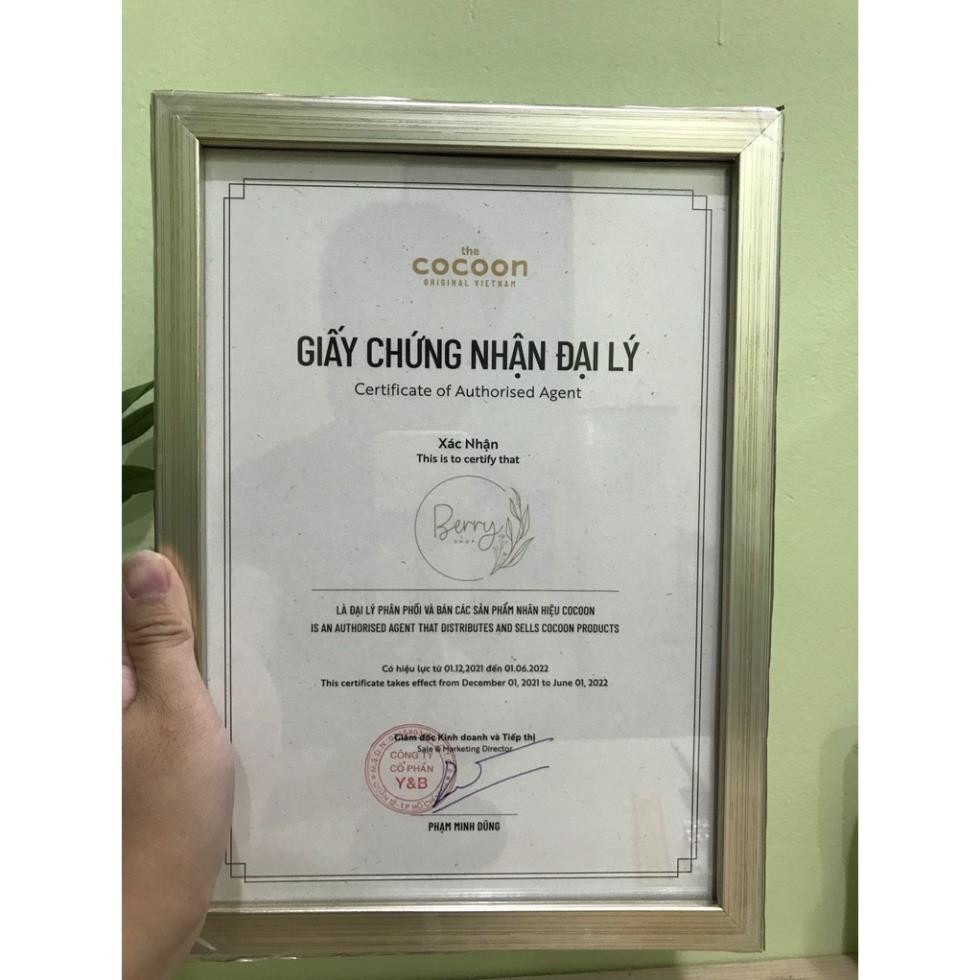 the
cocoon
ORIGINAL VIETNAM
GIẤY CHỨNG NHẬN ĐẠI LÝ
Certificate of Authorised Agent
Xác Nhận
This is to certify that
Berry
SHOP
LÀ ĐẠI LÝ PHÂN PHỐI VÀ BÁN CÁC SẢN PHẨM NHÃN HIỆU COCOON
IS AN AUTHORISED AGENT THAT DISTRIBUTES AND SELLS COCOON PRODUCTS
Có hiệu lực từ 01.12.2021 đến 01.06.2022
This certificate takes effect from December 01, 2021 to June 01, 2022
Giám đốc Kinh doanh và Tiếp thị
Sale & Marketing Director
CÔNG TY
CỔ PHẦN
Y&B
PHẠM MINH DŨNG